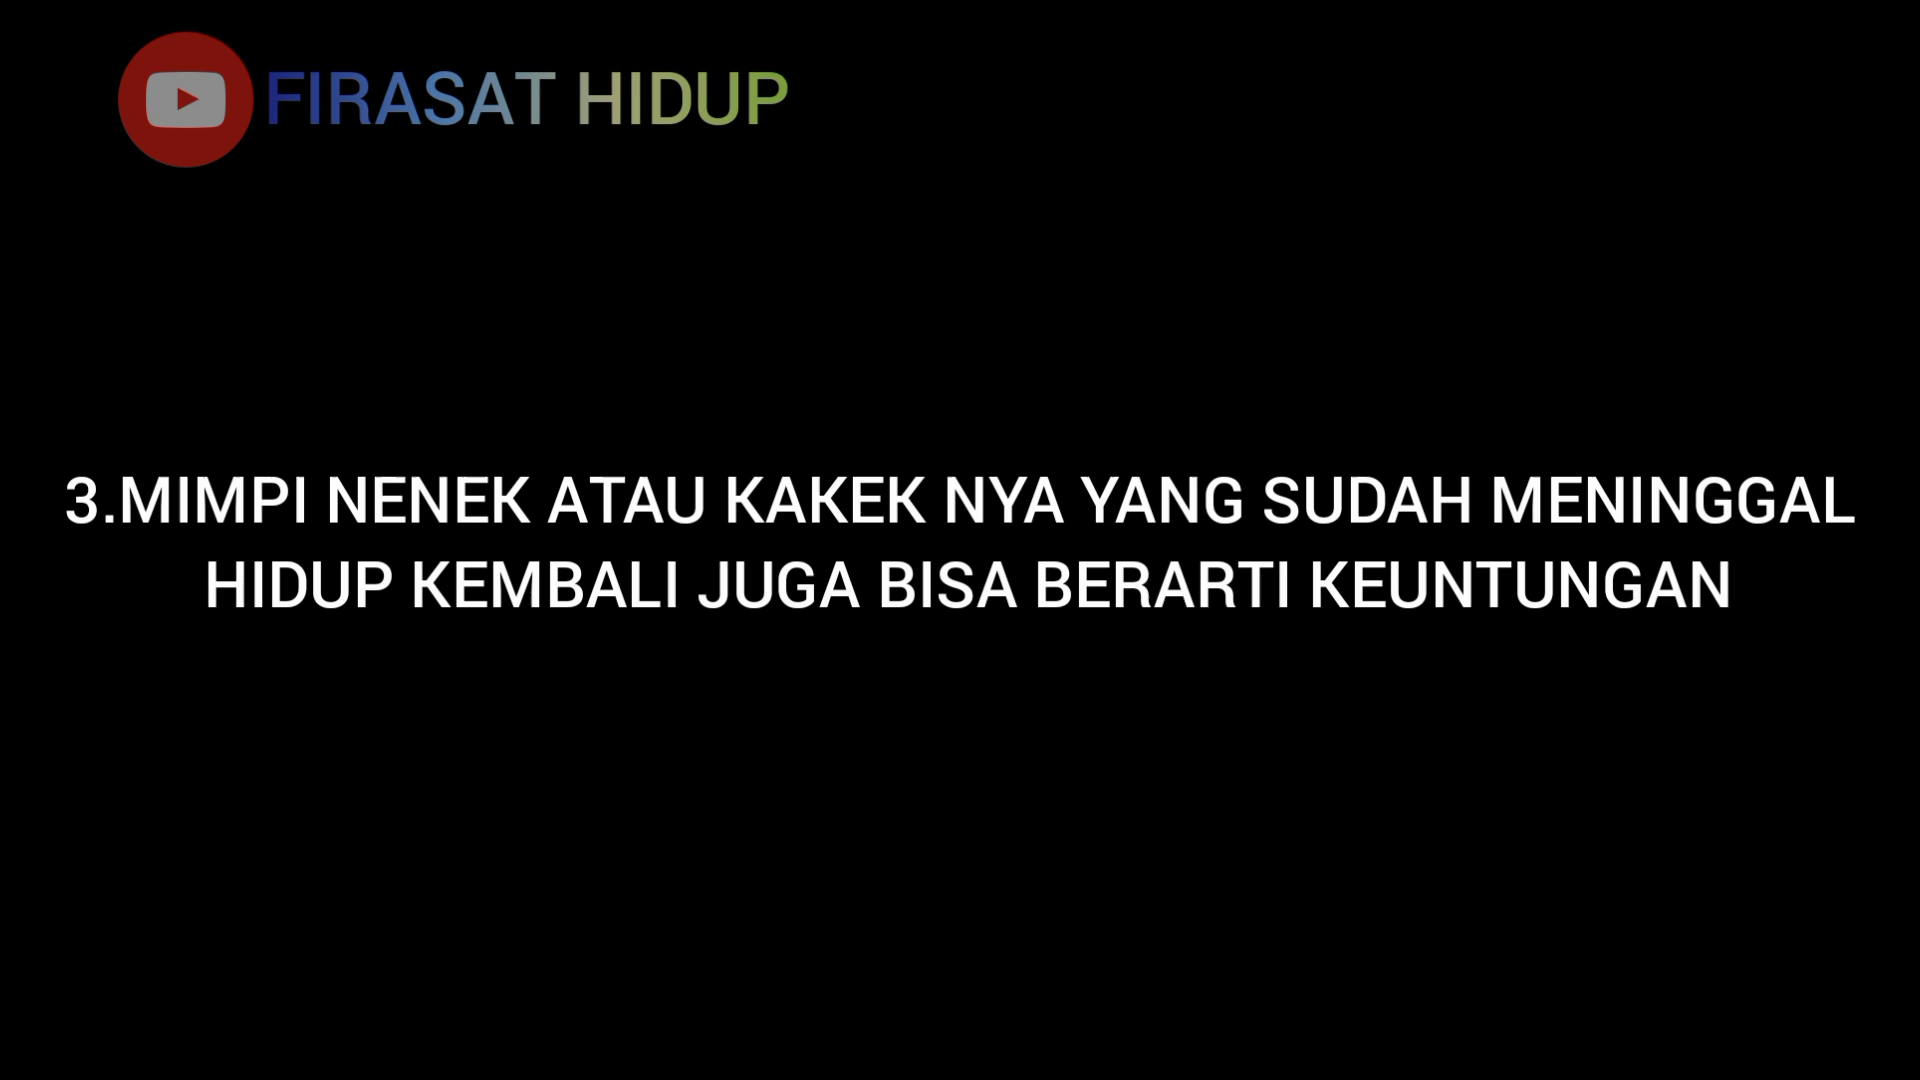 FIRASAT HIDUP
3.MIMPI NENEK ATAU KAKEK NYA YANG SUDAH MENINGGAL
HIDUP KEMBALI JUGA BISA BERARTI KEUNTUNGAN